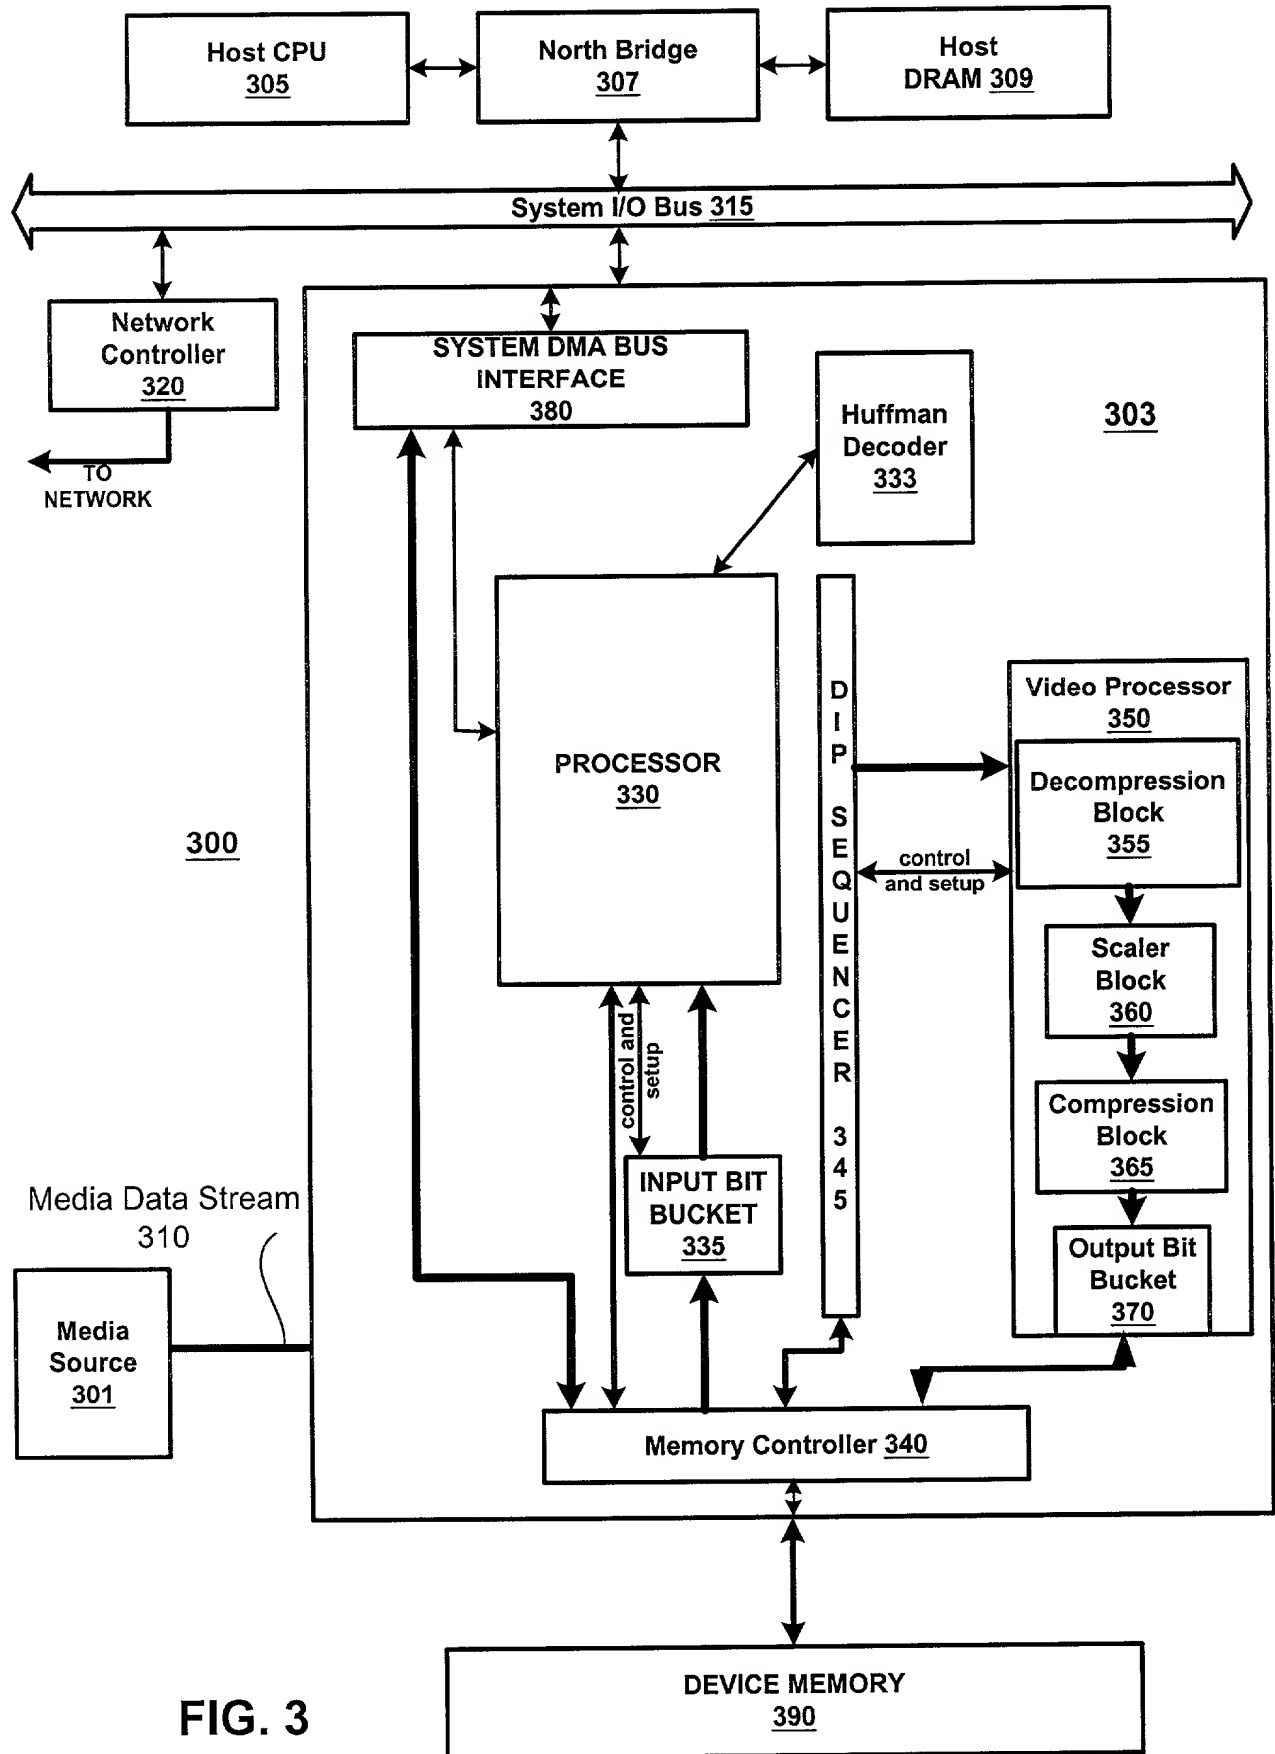 Host CPU
305
North Bridge
307
Host
DRAM 309
System I/O Bus 315
Network
Controller
320
TO
NETWORK
SYSTEM DMA BUS
INTERFACE
380
Huffman
Decoder
333
303
PROCESSOR
330
DIP SEQUENCER 345
Video Processor
350
Decompression
Block
355
control
and setup
Scaler
Block
360
Compression
Block
365
Output Bit
Bucket
370
300
control and
setup
INPUT BIT
BUCKET
335
Media Data Stream
310
Media
Source
301
Memory Controller 340
DEVICE MEMORY
390
FIG. 3